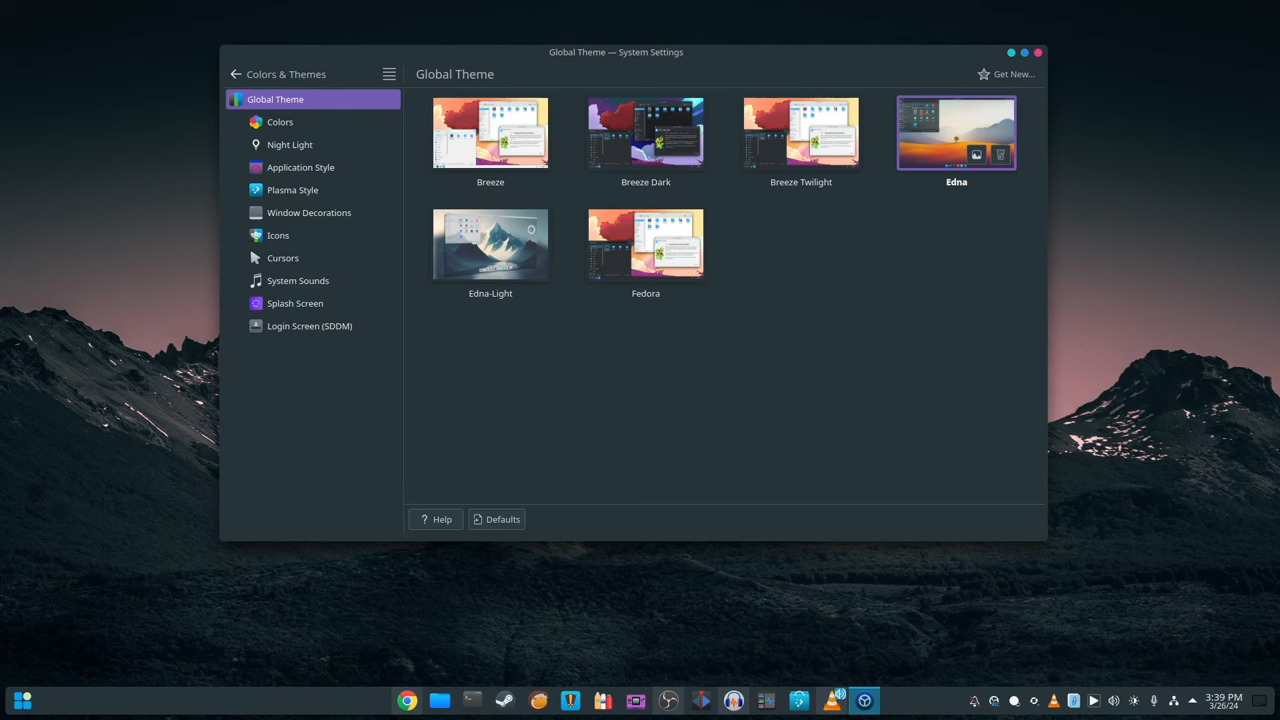 Global Theme — System Settings
Colors & Themes
Global Theme
Get New...
Global Theme
Colors
Night Light
Application Style
Plasma Style
Window Decorations
Icons
Cursors
System Sounds
Splash Screen
Login Screen (SDDM)
Breeze
Breeze Dark
Breeze Twilight
Edna
Edna-Light
Fedora
? Help
Defaults
3:39 PM
3/26/24